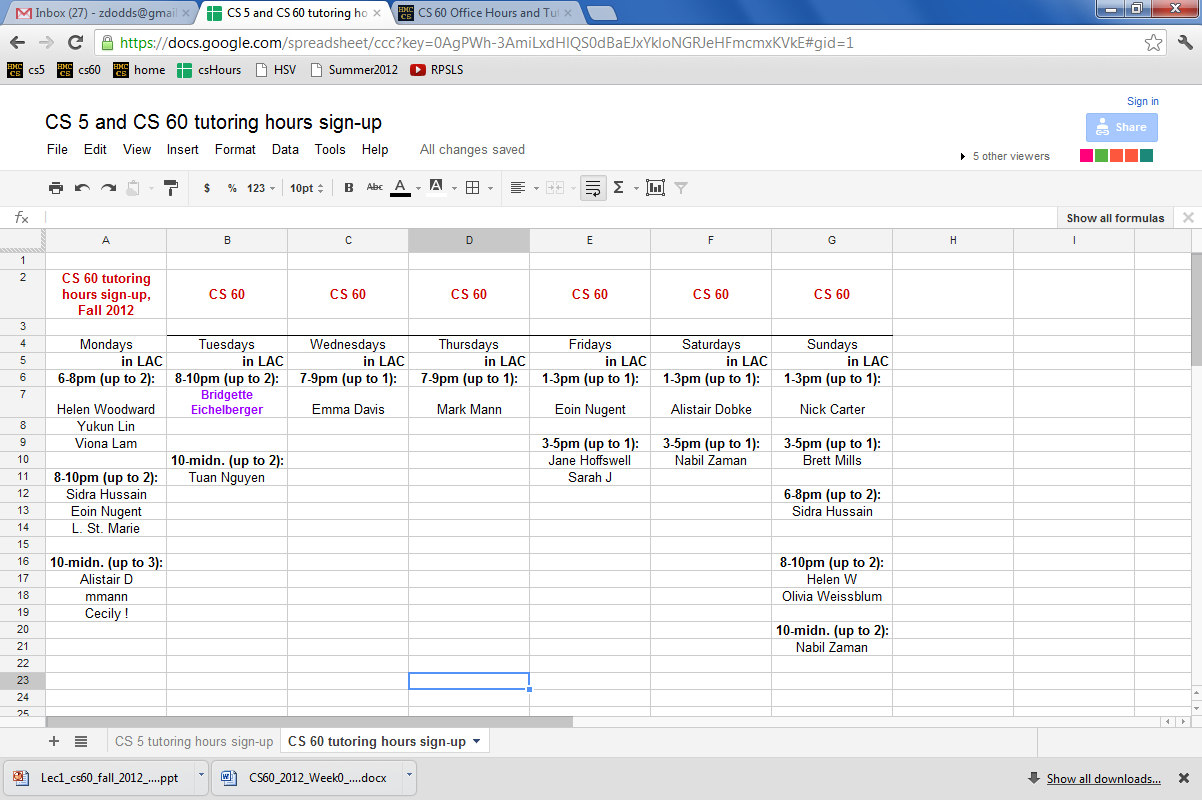 Inbox (27) - zdodds@gmail
CS 5 and CS 60 tutoring ho
CS 60 Office Hours and Tut
https://docs.google.com/spreadsheet/ccc?key=0AgPWh-3AmiLxdHlQS0dBaEJxYkloNGRJeHFmcmxKVkE#gid=1
cs5 cs60 home csHours HSV Summer2012 RPSLS
Sign in
CS 5 and CS 60 tutoring hours sign-up
Share
File Edit View Insert Format Data Tools Help All changes saved
5 other viewers
$ % 123 10pt B Abc A A Σ
fx Show all formulas
A B C D E F G H I
1
2 CS 60 tutoring hours sign-up, Fall 2012 CS 60 CS 60 CS 60 CS 60 CS 60 CS 60
3
4 Mondays Tuesdays Wednesdays Thursdays Fridays Saturdays Sundays
5 in LAC in LAC in LAC in LAC in LAC in LAC in LAC
6 6-8pm (up to 2): 8-10pm (up to 2): 7-9pm (up to 1): 7-9pm (up to 1): 1-3pm (up to 1): 1-3pm (up to 1): 1-3pm (up to 1):
7 Helen Woodward Bridgette Eichelberger Emma Davis Mark Mann Eoin Nugent Alistair Dobke Nick Carter
8 Yukun Lin
9 Viona Lam 3-5pm (up to 1): 3-5pm (up to 1): 3-5pm (up to 1):
10 10-midn. (up to 2): Jane Hoffswell Nabil Zaman Brett Mills
11 8-10pm (up to 2): Tuan Nguyen Sarah J
12 Sidra Hussain 6-8pm (up to 2):
13 Eoin Nugent Sidra Hussain
14 L. St. Marie
15
16 10-midn. (up to 3): 8-10pm (up to 2):
17 Alistair D Helen W
18 mmann Olivia Weissblum
19 Cecily !
20 10-midn. (up to 2):
21 Nabil Zaman
22
23
24
25
CS 5 tutoring hours sign-up CS 60 tutoring hours sign-up
Lec1_cs60_fall_2012_....ppt CS60_2012_Week0_....docx Show all downloads...